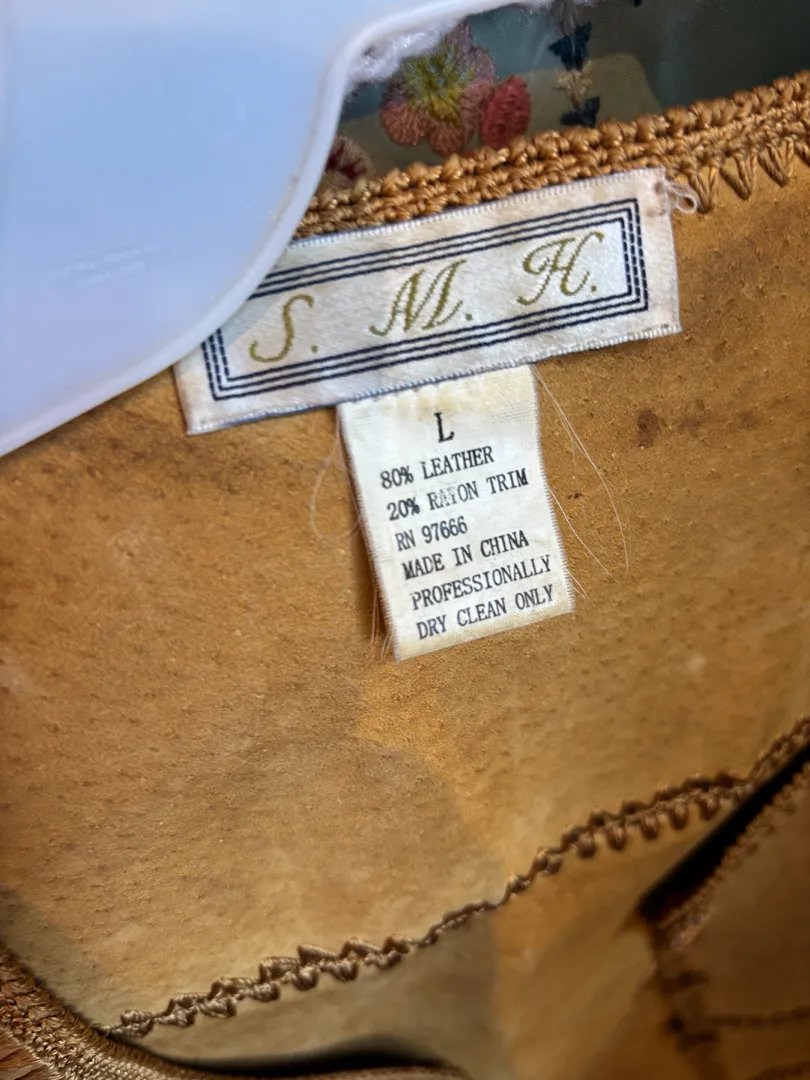 S. M. H.
L
80% LEATHER
20% RAYON TRIM
RN 97666
MADE IN CHINA
PROFESSIONALLY
DRY CLEAN ONLY